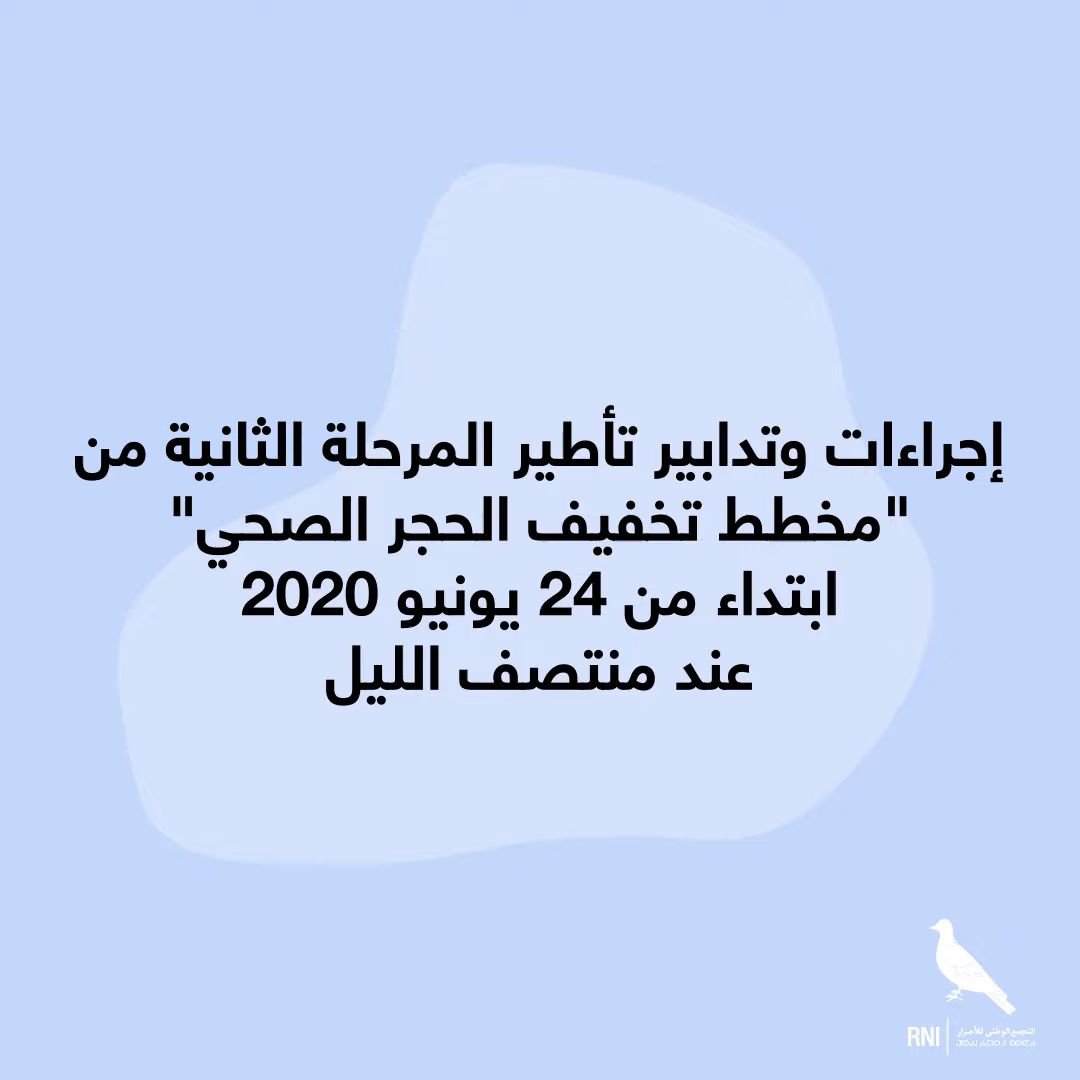 إجراءات وتدابير تأطير المرحلة الثانية من
"مخطط تخفيف الحجر الصحي"
ابتداء من 24 يونيو 2020
عند منتصف الليل
RNI
التجمع الوطني للأحرار